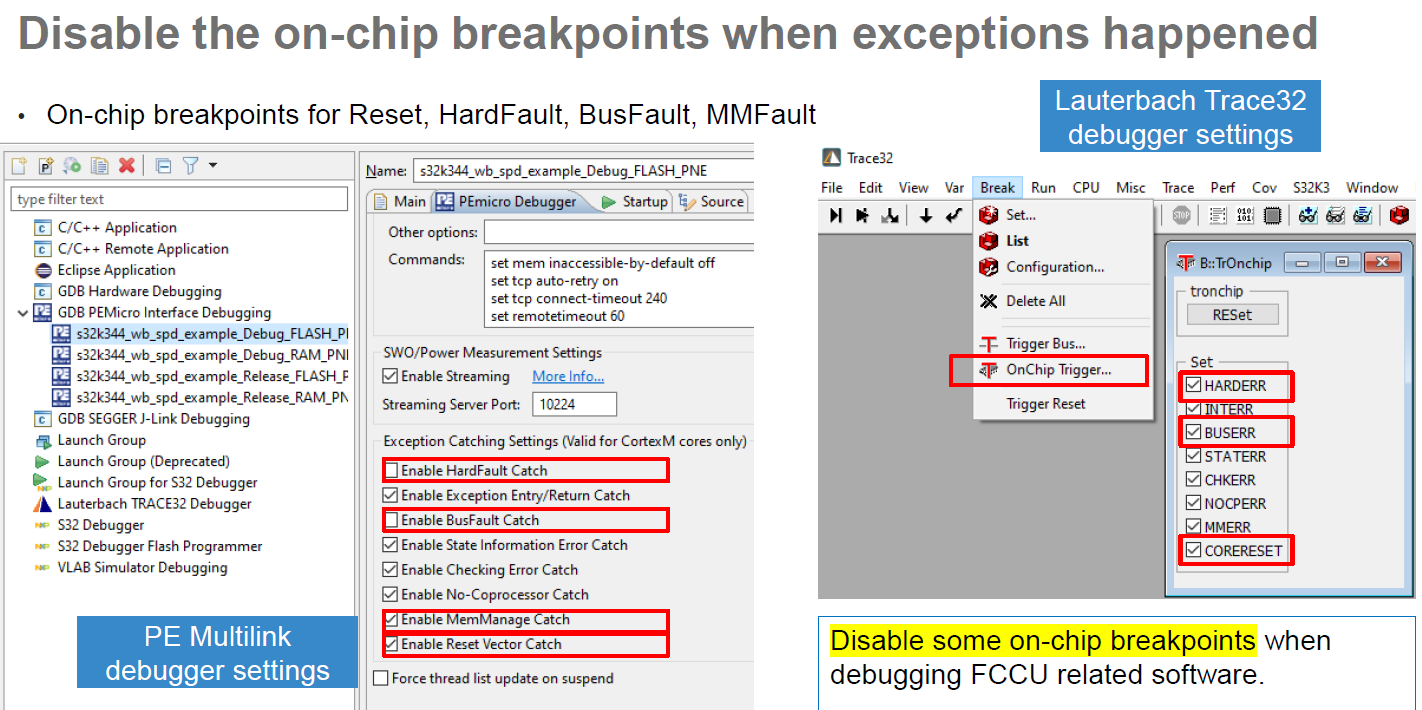 Disable the on-chip breakpoints when exceptions happened
• On-chip breakpoints for Reset, HardFault, BusFault, MMFault
Lauterbach Trace32
debugger settings
type filter text
C/C++ Application
C/C++ Remote Application
Eclipse Application
GDB Hardware Debugging
GDB PEMicro Interface Debugging
s32k344_wb_spd_example_Debug_FLASH_P
s32k344_wb_spd_example_Debug_RAM_PN
s32k344_wb_spd_example_Release_FLASH_P
s32k344_wb_spd_example_Release_RAM_PN
GDB SEGGER J-Link Debugging
Launch Group
Launch Group (Deprecated)
Launch Group for S32 Debugger
Lauterbach TRACE32 Debugger
S32 Debugger
S32 Debugger Flash Programmer
VLAB Simulator Debugging
PE Multilink
debugger settings
Name: s32k344_wb_spd_example_Debug_FLASH_PNE
Main PEmicro Debugger Startup Source
Other options:
Commands:
set mem inaccessible-by-default off
set tcp auto-retry on
set tcp connect-timeout 240
set remotetimeout 60
SWO/Power Measurement Settings
Enable Streaming More Info...
Streaming Server Port: 10224
Exception Catching Settings (Valid for CortexM cores only)
Enable HardFault Catch
Enable Exception Entry/Return Catch
Enable BusFault Catch
Enable State Information Error Catch
Enable Checking Error Catch
Enable No-Coprocessor Catch
Enable MemManage Catch
Enable Reset Vector Catch
Force thread list update on suspend
Trace32
File Edit View Var Break Run CPU Misc Trace Perf Cov S32K3 Window
STOP
Set...
List
Configuration...
Delete All
Trigger Bus...
OnChip Trigger...
Trigger Reset
B::TrOnchip
tronchip
RESet
Set
HARDERR
INTERR
BUSERR
STATERR
CHKERR
NOCPERR
MMERR
CORERESET
Disable some on-chip breakpoints when
debugging FCCU related software.